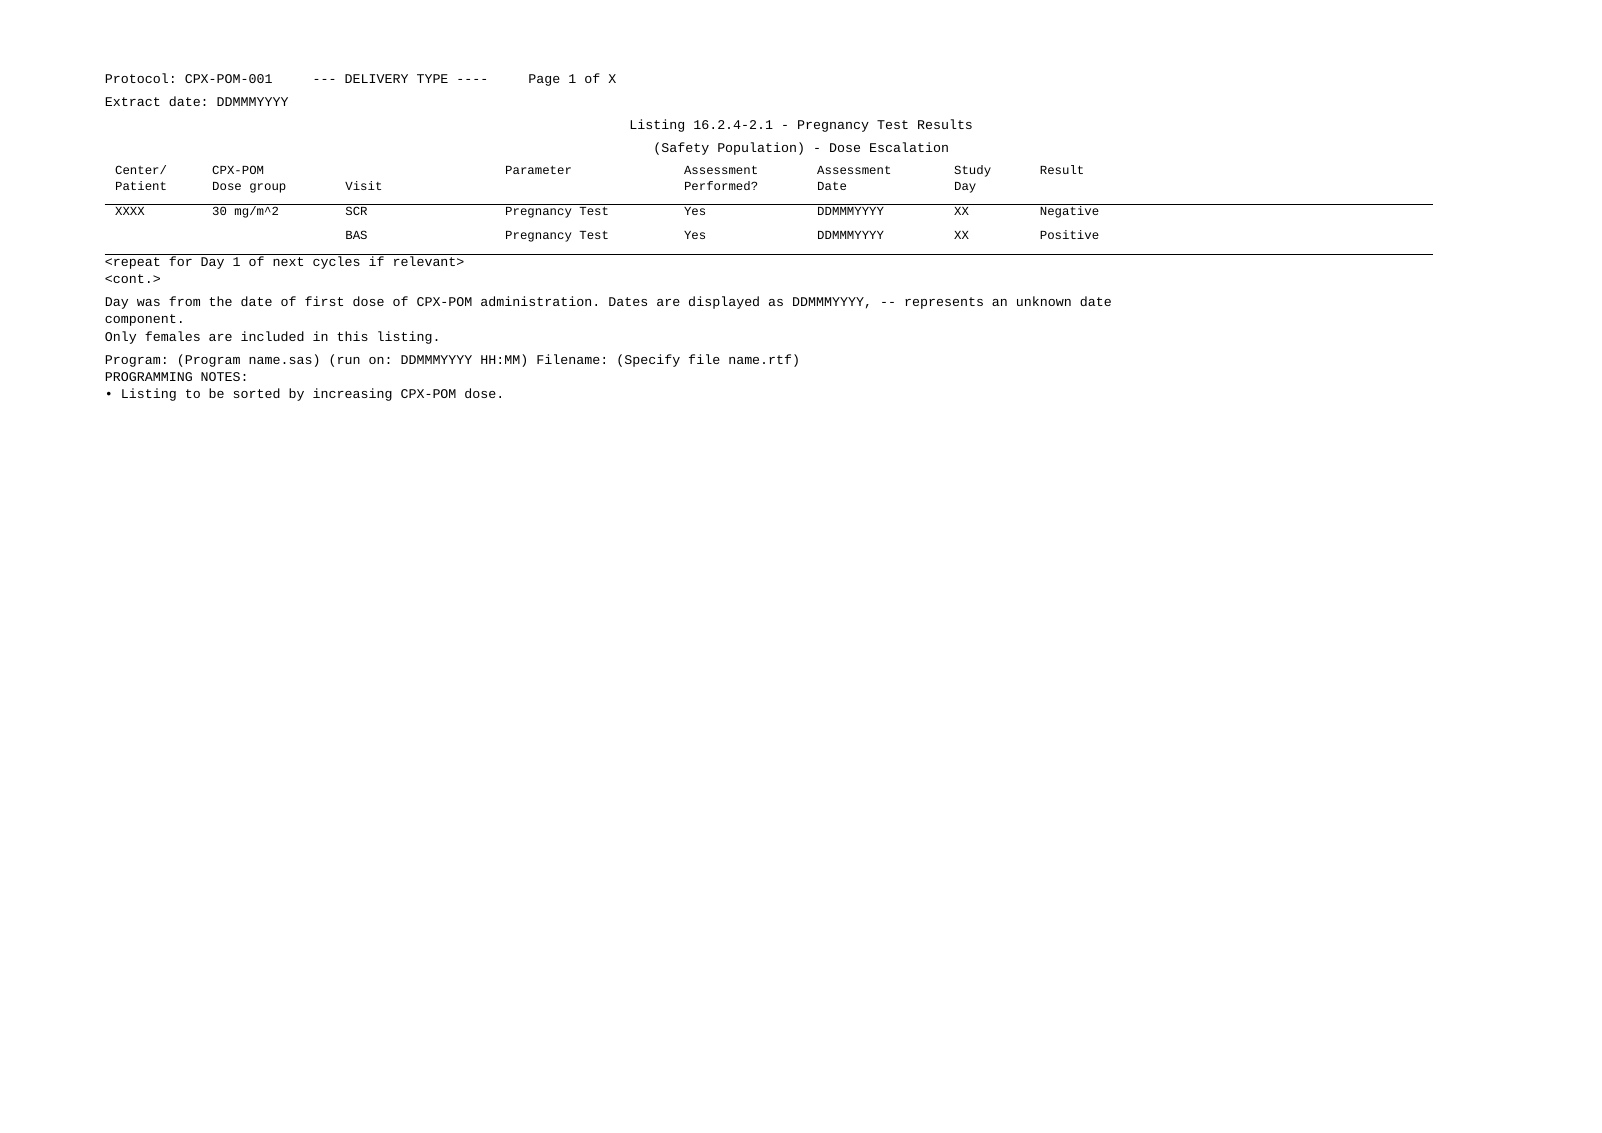 Protocol: CPX-POM-001     --- DELIVERY TYPE ----     Page 1 of X
Extract date: DDMMMYYYY
Listing 16.2.4-2.1 - Pregnancy Test Results
(Safety Population) - Dose Escalation
Center/ CPX-POM Parameter Assessment Assessment Study Result
Patient Dose group Visit Performed? Date Day
XXXX 30 mg/m^2 SCR Pregnancy Test Yes DDMMMYYYY XX Negative
BAS Pregnancy Test Yes DDMMMYYYY XX Positive
<repeat for Day 1 of next cycles if relevant>
<cont.>
Day was from the date of first dose of CPX-POM administration. Dates are displayed as DDMMMYYYY, -- represents an unknown date
component.
Only females are included in this listing.
Program: (Program name.sas) (run on: DDMMMYYYY HH:MM) Filename: (Specify file name.rtf)
PROGRAMMING NOTES:
• Listing to be sorted by increasing CPX-POM dose.